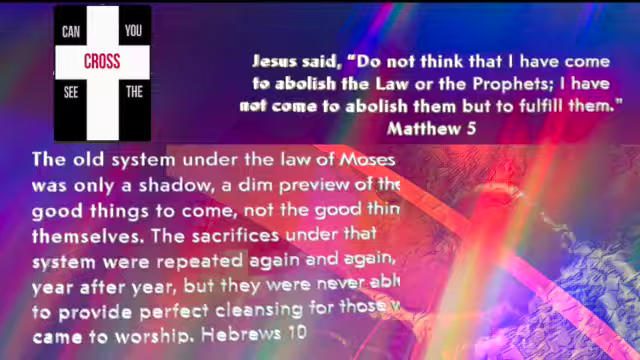 CAN YOU
CROSS
SEE THE
Jesus said, "Do not think that I have come
to abolish the Law or the Prophets; I have
not come to abolish them but to fulfill them."
Matthew 5
The old system under the law of Moses
was only a shadow, a dim preview of the
good things to come, not the good thin
themselves. The sacrifices under that
system were repeated again and again,
year after year, but they were never abl
to provide perfect cleansing for those w
came to worship. Hebrews 10